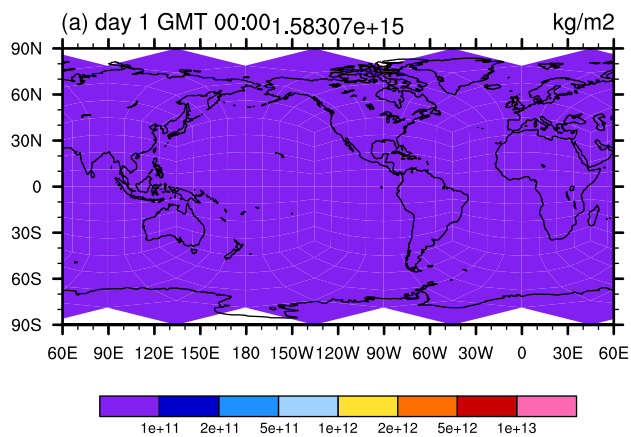 (a) day 1 GMT 00:00 1.58307e+15 kg/m2
90N
60N
30N
0
30S
60S
90S
60E 90E 120E 150E 180 150W 120W 90W 60W 30W 0 30E 60E
1e+11 2e+11 5e+11 1e+12 2e+12 5e+12 1e+13